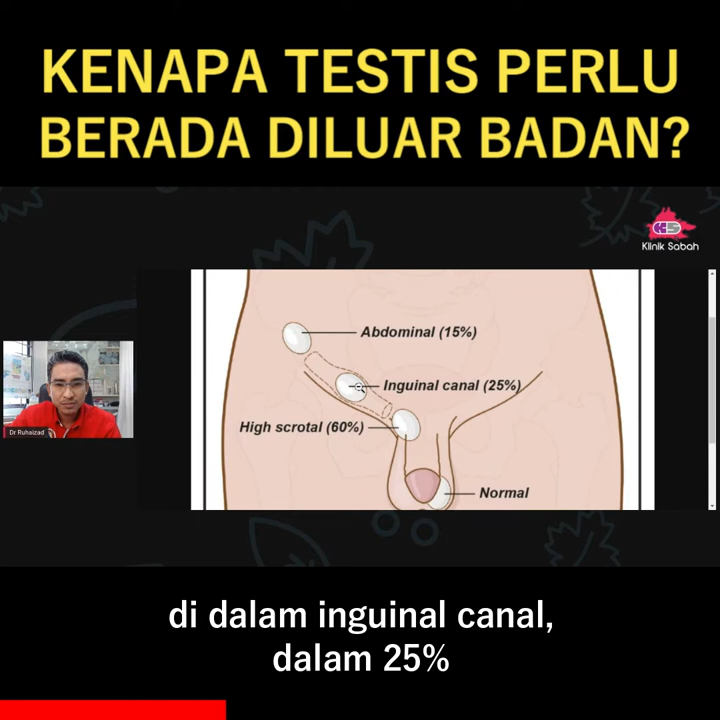 KENAPA TESTIS PERLU
BERADA DILUAR BADAN?
KS
Klinik Sabah
Abdominal (15%)
Inguinal canal (25%)
High scrotal (60%)
Normal
Dr Ruhaizad
di dalam inguinal canal,
dalam 25%